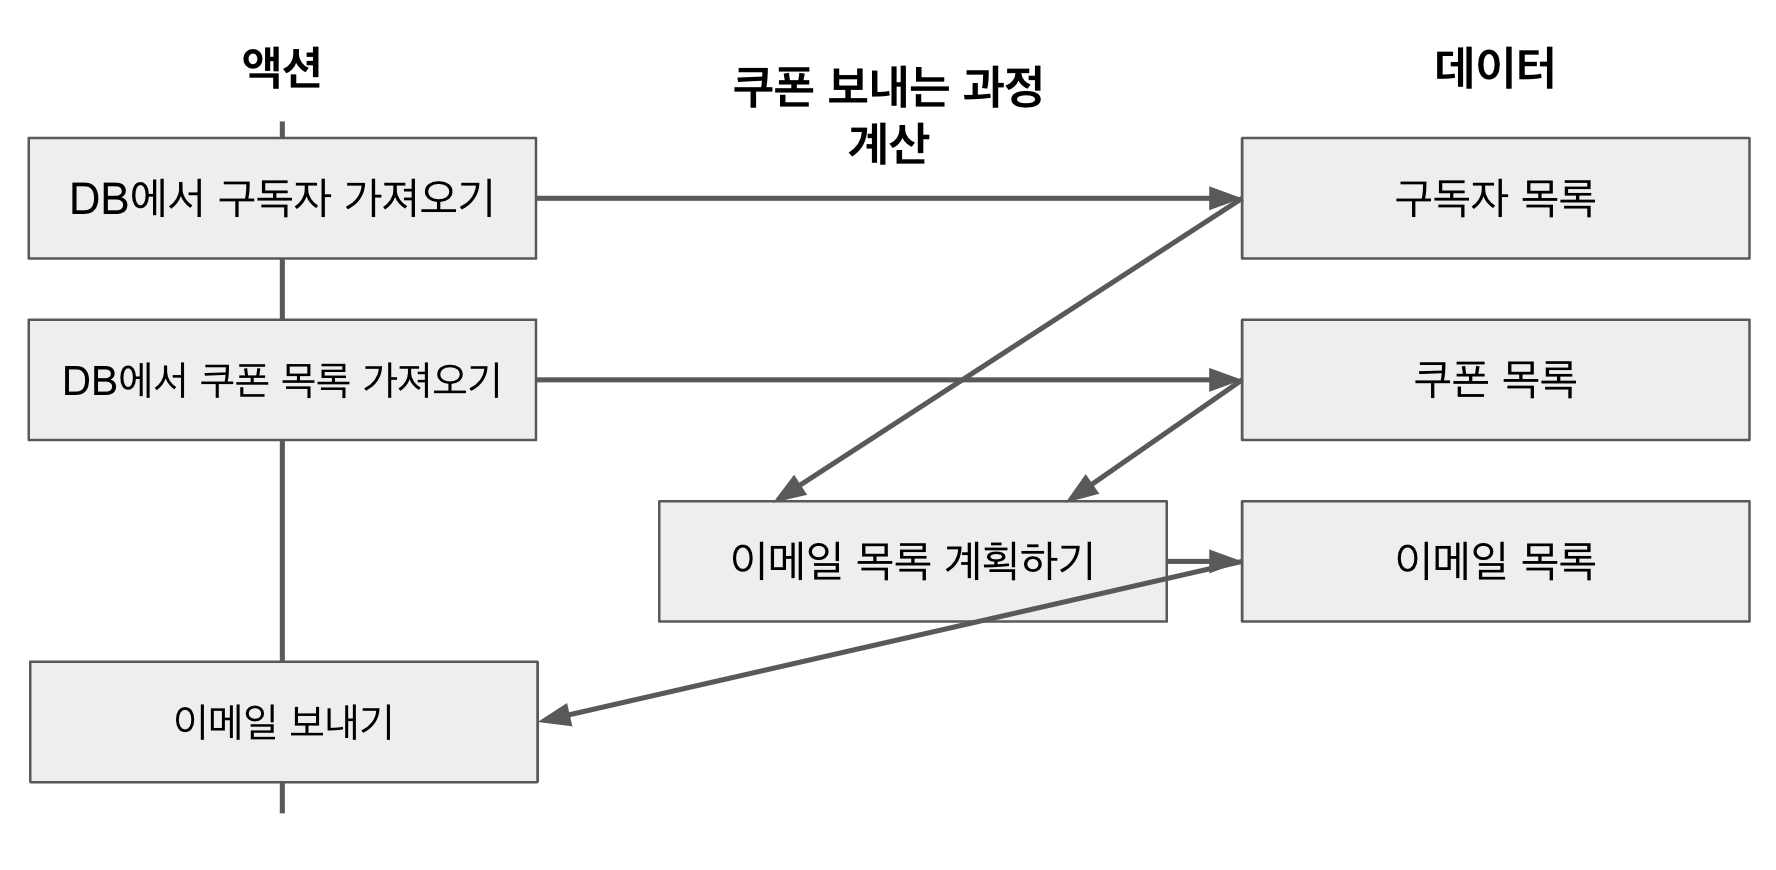 액션
쿠폰 보내는 과정
계산
데이터
DB에서 구독자 가져오기
구독자 목록
DB에서 쿠폰 목록 가져오기
쿠폰 목록
이메일 목록 계획하기
이메일 목록
이메일 보내기